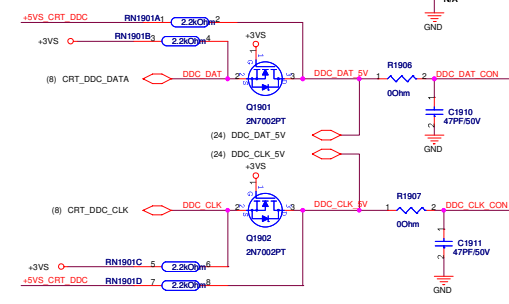 +5VS_CRT_DDC RN1901A 1 2.2kOhm 2
+3VS RN1901B 3 2.2kOhm 4
+3VS
GND
(8) CRT_DDC_DATA DDC_DAT 2 3 DDC_DAT_5V 1 R1906 2 DDC_DAT_CON
0Ohm
Q1901
2N7002PT
C1910
47PF/50V
GND
(24) DDC_DAT_5V
(24) DDC_CLK_5V
+3VS
(8) CRT_DDC_CLK DDC_CLK 2 3 DDC_CLK_5V 1 R1907 2 DDC_CLK_CON
0Ohm
Q1902
2N7002PT
C1911
47PF/50V
GND
+3VS RN1901C 5 2.2kOhm 6
+5VS_CRT_DDC RN1901D 7 2.2kOhm 8